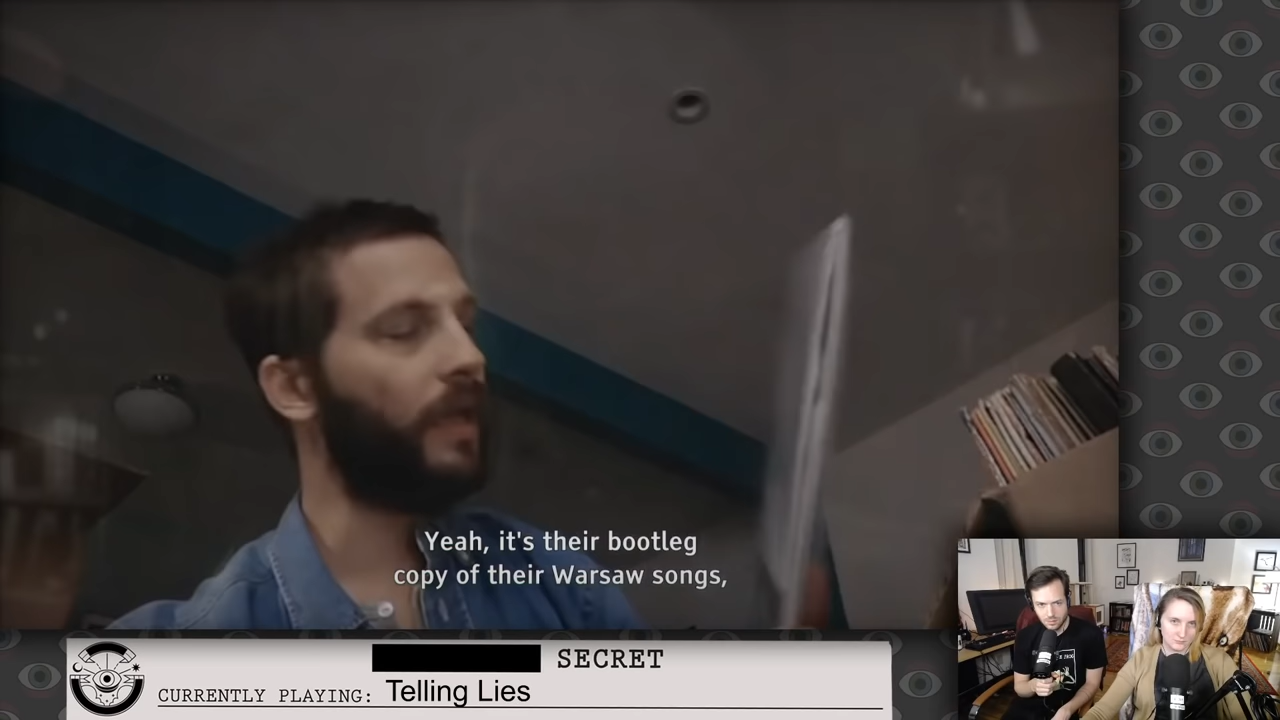 Yeah, it's their bootleg
copy of their Warsaw songs,
SECRET
CURRENTLY PLAYING: Telling Lies